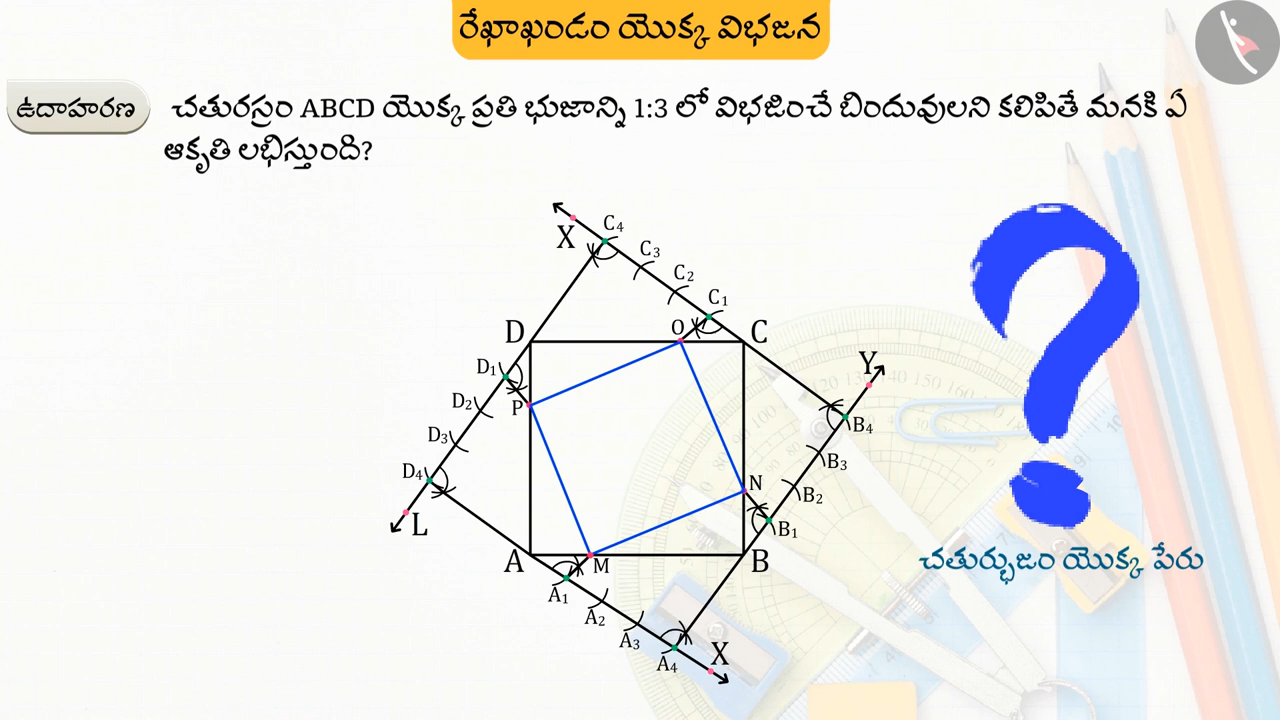 రేఖాఖండం యొక్క విభజన
ఉదాహరణ
చతురస్రం ABCD యొక్క ప్రతి భుజాన్ని 1:3 లో విభజించే బిందువులని కలిపితే మనకి ఏ
ఆకృతి లభిస్తుంది?
C4
X
C3
C2
C1
D
O
C
Y
D1
P
D2
B4
D3
B3
D4
N
B2
L
B1
A
M
B
A1
A2
A3
A4
X
చతుర్భుజం యొక్క పేరు